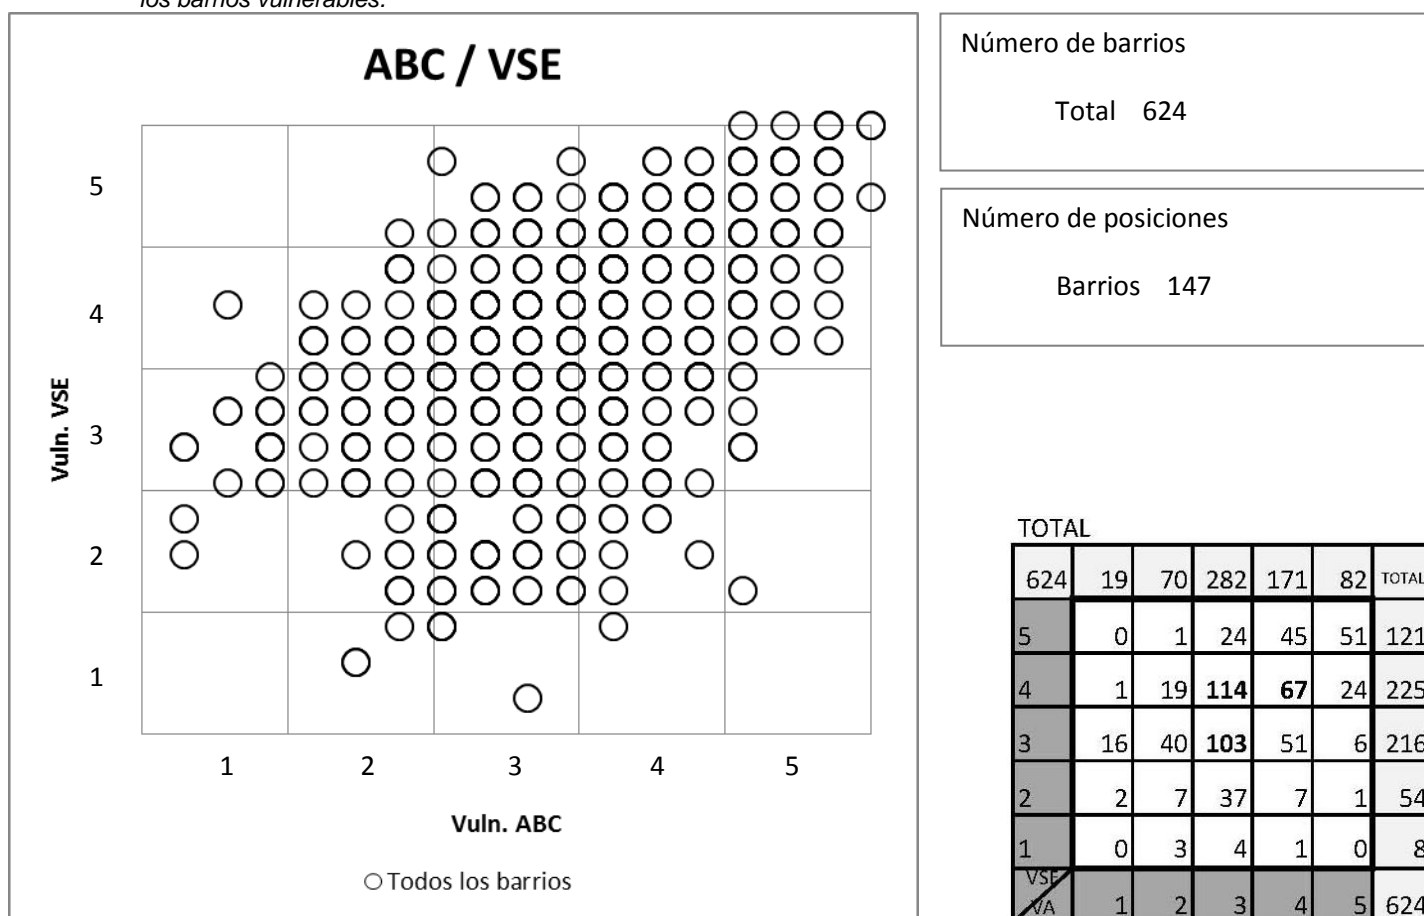 los barrios vulnerables.
ABC / VSE
5
4
3
2
1
Vuln. VSE
1 2 3 4 5
Vuln. ABC
Todos los barrios
Número de barrios
Total 624
Número de posiciones
Barrios 147
TOTAL
624 19 70 282 171 82 TOTAL
5 0 1 24 45 51 121
4 1 19 114 67 24 225
3 16 40 103 51 6 216
2 2 7 37 7 1 54
1 0 3 4 1 0 8
VSE
VA 1 2 3 4 5 624